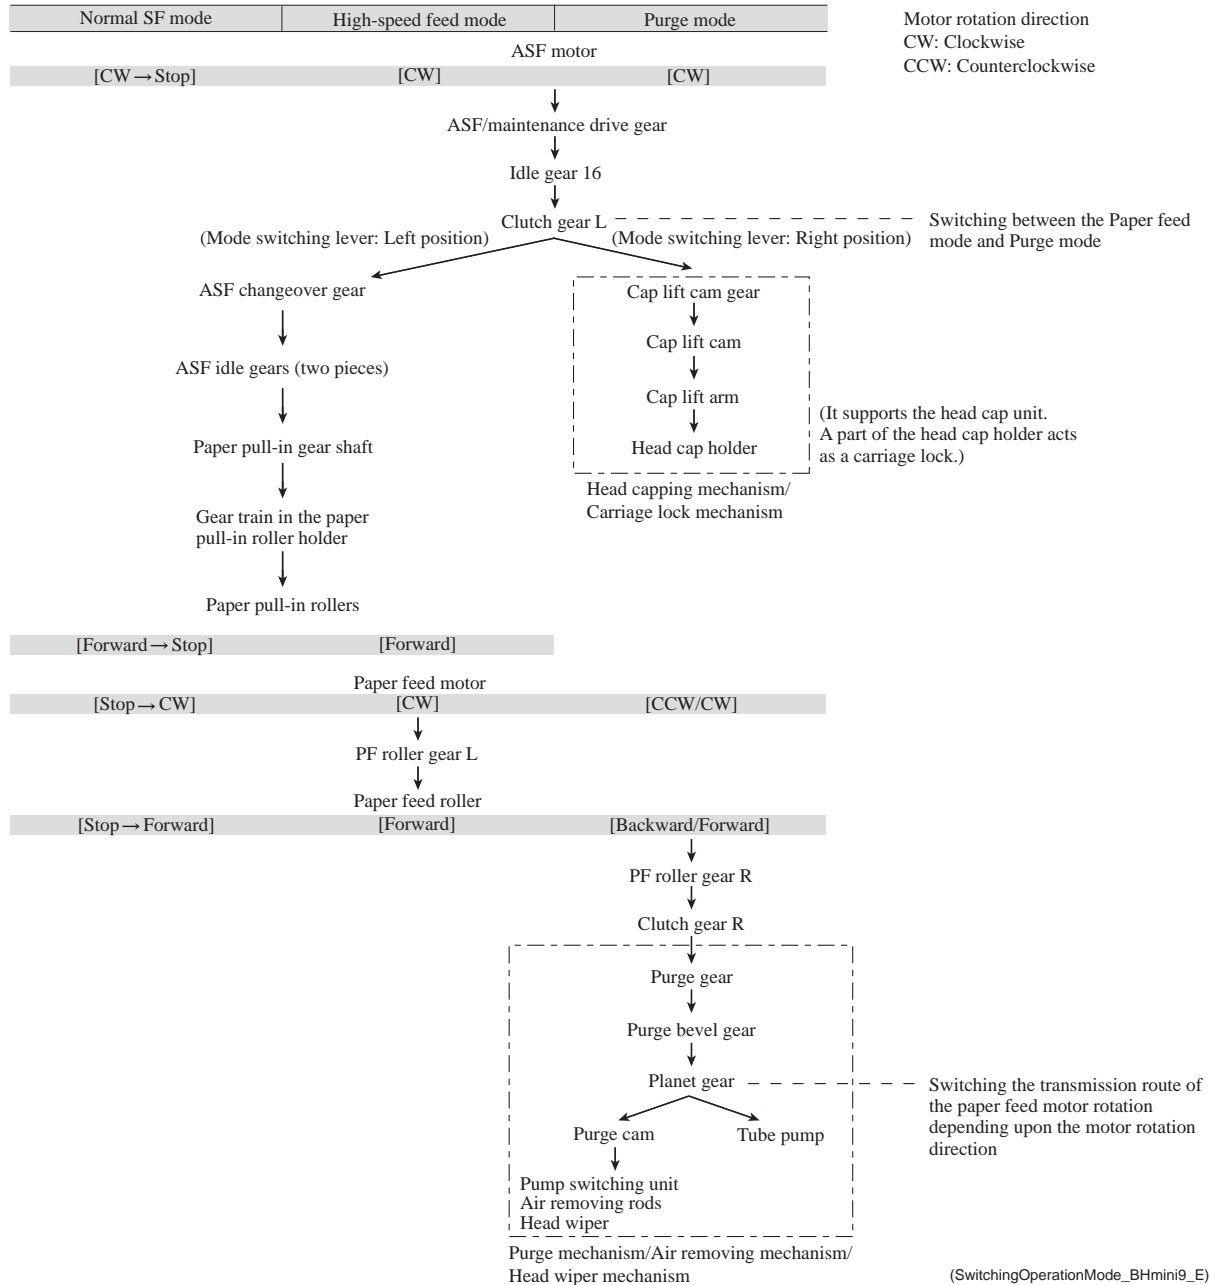 Normal SF mode
High-speed feed mode
Purge mode
Motor rotation direction
CW: Clockwise
CCW: Counterclockwise
ASF motor
[CW→Stop]
[CW]
[CW]
ASF/maintenance drive gear
Idle gear 16
Clutch gear L
Switching between the Paper feed
mode and Purge mode
(Mode switching lever: Left position)
(Mode switching lever: Right position)
ASF changeover gear
ASF idle gears (two pieces)
Paper pull-in gear shaft
Gear train in the paper
pull-in roller holder
Paper pull-in rollers
Cap lift cam gear
Cap lift cam
Cap lift arm
Head cap holder
(It supports the head cap unit.
A part of the head cap holder acts
as a carriage lock.)
Head capping mechanism/
Carriage lock mechanism
[Forward→Stop]
[Forward]
Paper feed motor
[Stop→CW]
[CW]
[CCW/CW]
PF roller gear L
Paper feed roller
[Stop→Forward]
[Forward]
[Backward/Forward]
PF roller gear R
Clutch gear R
Purge gear
Purge bevel gear
Planet gear
Switching the transmission route of
the paper feed motor rotation
depending upon the motor rotation
direction
Purge cam
Tube pump
Pump switching unit
Air removing rods
Head wiper
Purge mechanism/Air removing mechanism/
Head wiper mechanism
(SwitchingOperationMode_BHmini9_E)